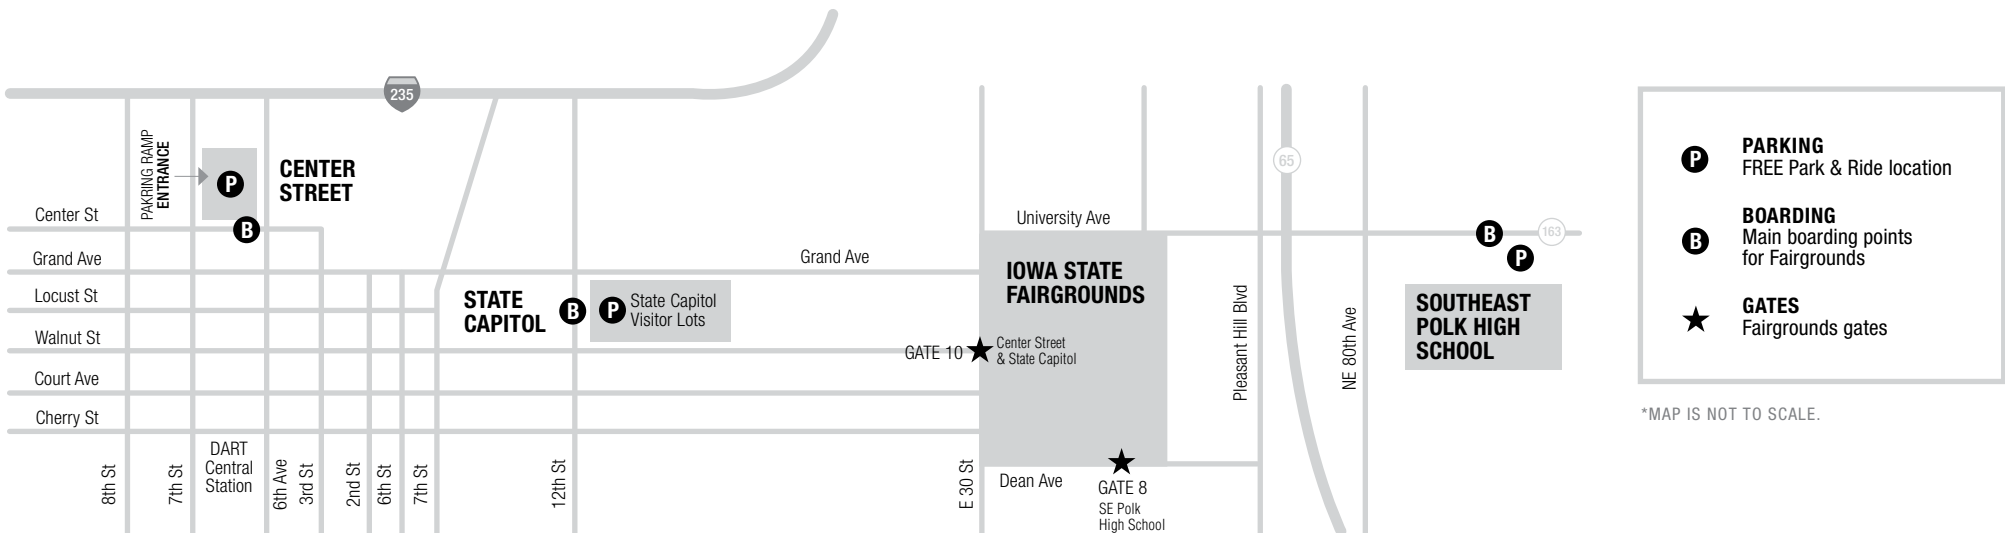 235
PAKRING RAMP
ENTRANCE
P
CENTER
STREET
B
Center St
Grand Ave
Locust St
Walnut St
Court Ave
Cherry St
8th St
7th St
DART
Central
Station
6th Ave
3rd St
2nd St
6th St
7th St
12th St
STATE
CAPITOL
B
P
State Capitol
Visitor Lots
Grand Ave
University Ave
IOWA STATE
FAIRGROUNDS
GATE 10
Center Street
& State Capitol
E 30 St
Dean Ave
GATE 8
SE Polk
High School
Pleasant Hill Blvd
65
NE 80th Ave
B
163
P
SOUTHEAST
POLK HIGH
SCHOOL
P
PARKING
FREE Park & Ride location
B
BOARDING
Main boarding points
for Fairgrounds
GATES
Fairgrounds gates
*MAP IS NOT TO SCALE.